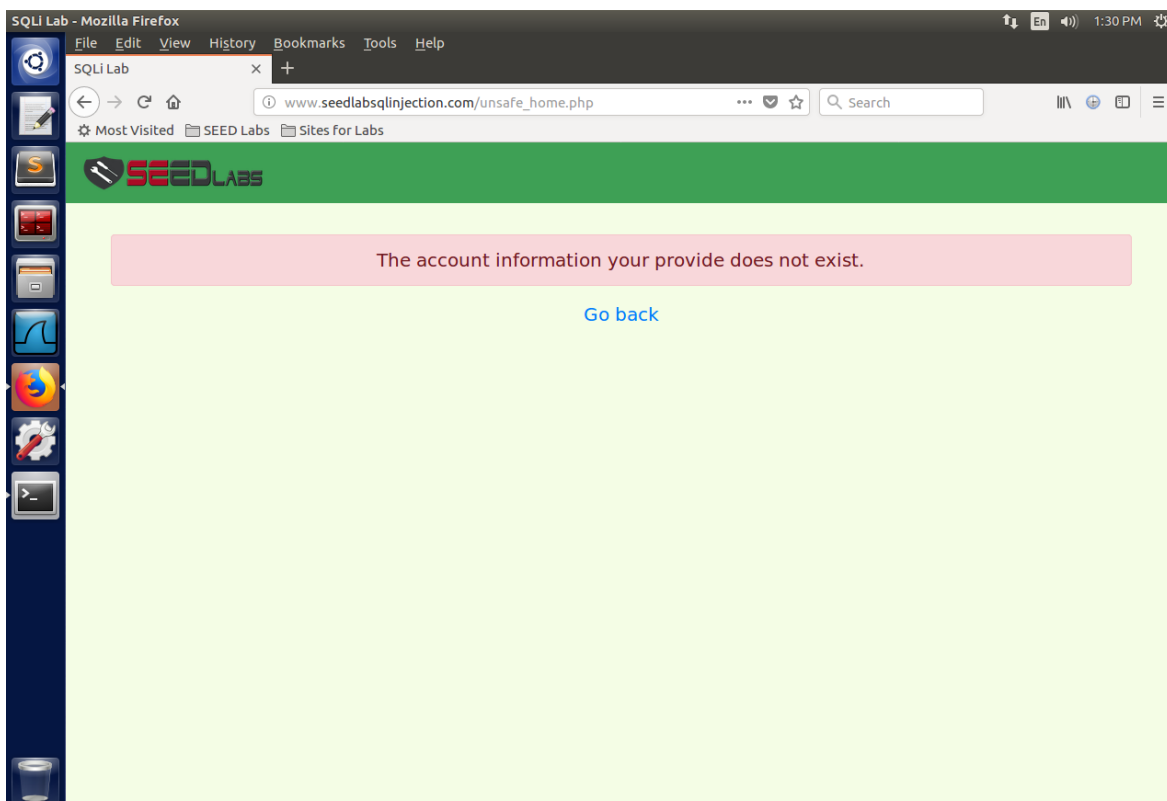 SQLi Lab - Mozilla Firefox
En 1:30 PM
File Edit View History Bookmarks Tools Help
SQLi Lab
www.seedlabsqlinjection.com/unsafe_home.php
Search
Most Visited SEED Labs Sites for Labs
SEEDLABS
The account information your provide does not exist.
Go back